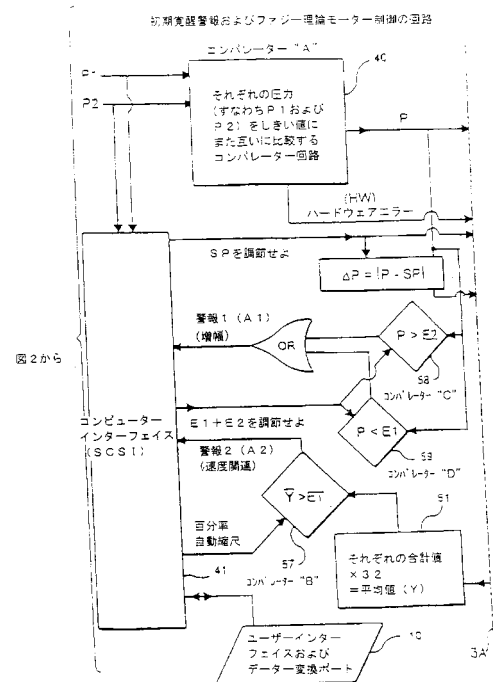 初期覚醒警報およびファジー理論モーター制御の回路
コンパレーター "A"
40
P1
P2
それぞれの圧力
(すなわちP1および
P2)をしきい値に
また互いに比較する
コンパレーター回路
P
(HW)
ハードウェアエラー
SPを調節せよ
ΔP = |P - SP|
警報1 (A1)
(増幅)
OR
P > E2
58
コンパレーター "C"
図2から
コンピューター
インターフェイス
(SCSI)
E1+E2を調節せよ
P < E1
59
コンパレーター "D"
警報2 (A2)
(速度関連)
Y > E1
57
コンパレーター "B"
百分率
自動縮尺
41
51
それぞれの合計値
×32
=平均値 (Y)
ユーザーインター
フェイスおよび
データー変換ポート
10
3A